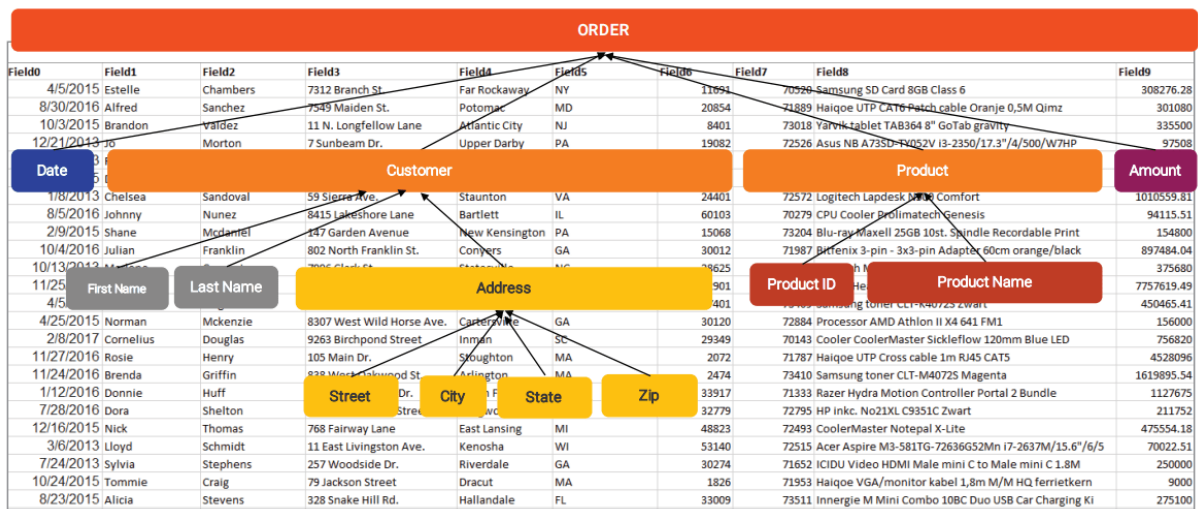 ORDER
Field0 Field1 Field2 Field3 Field4 Field5 Field6 Field7 Field8 Field9
4/5/2015 Estelle Chambers 7312 Branch St. Far Rockaway NY 11691 70520 Samsung SD Card 8GB Class 6 308276.28
8/30/2016 Alfred Sanchez 7549 Maiden St. Potomac MD 20854 71889 Haiqoe UTP CAT6 Patch cable Oranje 0,5M Qimz 301080
10/3/2015 Brandon Valdez 11 N. Longfellow Lane Atlantic City NJ 8401 73018 Yarvik tablet TAB364 8" GoTab gravity 335500
12/21/2013 Jo Morton 7 Sunbeam Dr. Upper Darby PA 19082 72526 Asus NB A73SD-TY052V i3-2350/17.3"/4/500/W7HP 97508
Date Customer Product Amount
1/8/2013 Chelsea Sandoval 59 Sierra Ave. Staunton VA 24401 72572 Logitech Lapdesk Comfort 1010559.81
8/5/2016 Johnny Nunez 8415 Lakeshore Lane Bartlett IL 60103 70279 CPU Cooler Prolimatech Genesis 94115.51
2/9/2015 Shane Mcdaniel 147 Garden Avenue New Kensington PA 15068 73204 Blu-ray Maxell 25GB 10st. Spindle Recordable Print 154800
10/4/2016 Julian Franklin 802 North Franklin St. Conyers GA 30012 71987 Bitfenix 3-pin - 3x3-pin Adapter 60cm orange/black 897484.04
10/13/2013 28625 375680
First Name Last Name Address Product ID Product Name
7757619.49
Samsung toner CLT-K4072S Zwart 450465.41
4/25/2015 Norman Mckenzie 8307 West Wild Horse Ave. Cartersville GA 30120 72884 Processor AMD Athlon II X4 641 FM1 156000
2/8/2017 Cornelius Douglas 9263 Birchpond Street Inman SC 29349 70143 Cooler CoolerMaster Sickleflow 120mm Blue LED 756820
11/27/2016 Rosie Henry 105 Main Dr. Stoughton MA 2072 71787 Haiqoe UTP Cross cable 1m RJ45 CAT5 4528096
11/24/2016 Brenda Griffin 838 West Oakwood St. Arlington MA 2474 73410 Samsung toner CLT-M4072S Magenta 1619895.54
1/12/2016 Donnie Huff Dr. 33917 71333 Razer Hydra Motion Controller Portal 2 Bundle 1127675
Street City State Zip
7/28/2016 Dora Shelton 32779 72795 HP inkc. No21XL C9351C Zwart 211752
12/16/2015 Nick Thomas 768 Fairway Lane East Lansing MI 48823 72493 CoolerMaster Notepal X-Lite 475554.18
3/6/2013 Lloyd Schmidt 11 East Livingston Ave. Kenosha WI 53140 72515 Acer Aspire M3-581TG-72636G52Mn i7-2637M/15.6"/6/5 70022.51
7/24/2013 Sylvia Stephens 257 Woodside Dr. Riverdale GA 30274 71652 ICIDU Video HDMI Male mini C to Male mini C 1.8M 250000
10/24/2015 Tommie Craig 79 Jackson Street Dracut MA 1826 71953 Haiqoe VGA/monitor kabel 1,8m M/M HQ ferrietkern 9000
8/23/2015 Alicia Stevens 328 Snake Hill Rd. Hallandale FL 33009 73511 Innergie M Mini Combo 10BC Duo USB Car Charging Ki 275100